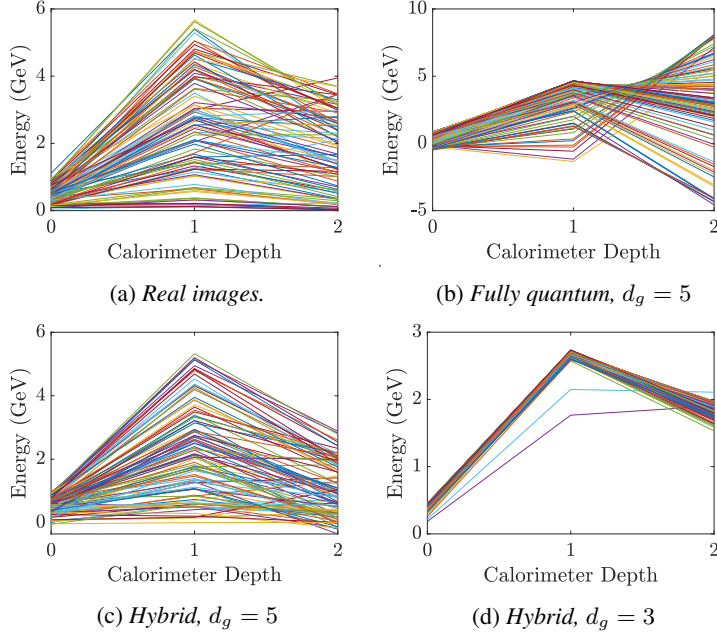 6
4
2
0
Energy (GeV)
0 1 2
Calorimeter Depth
(a) Real images.
10
5
0
-5
Energy (GeV)
0 1 2
Calorimeter Depth
(b) Fully quantum, d_g = 5
6
4
2
0
Energy (GeV)
0 1 2
Calorimeter Depth
(c) Hybrid, d_g = 5
3
2
1
0
Energy (GeV)
0 1 2
Calorimeter Depth
(d) Hybrid, d_g = 3